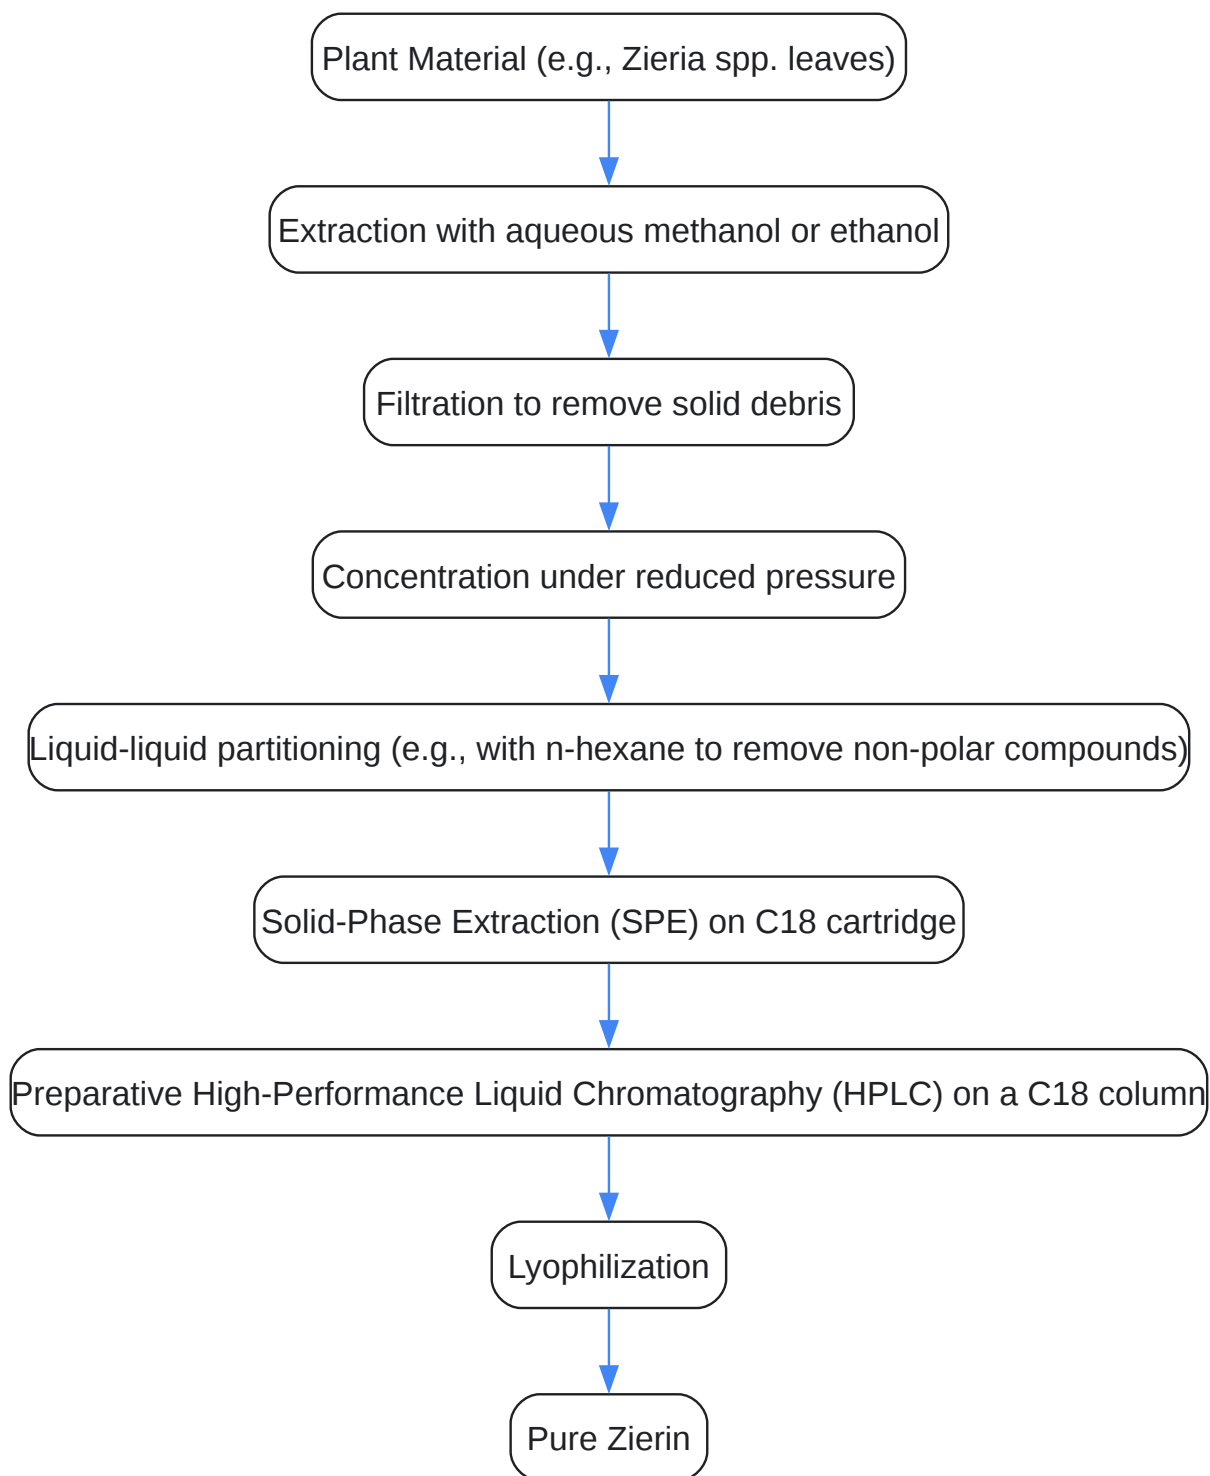 Plant Material (e.g., Zieria spp. leaves)
Extraction with aqueous methanol or ethanol
Filtration to remove solid debris
Concentration under reduced pressure
Liquid-liquid partitioning (e.g., with n-hexane to remove non-polar compounds)
Solid-Phase Extraction (SPE) on C18 cartridge
Preparative High-Performance Liquid Chromatography (HPLC) on a C18 column
Lyophilization
Pure Zierin